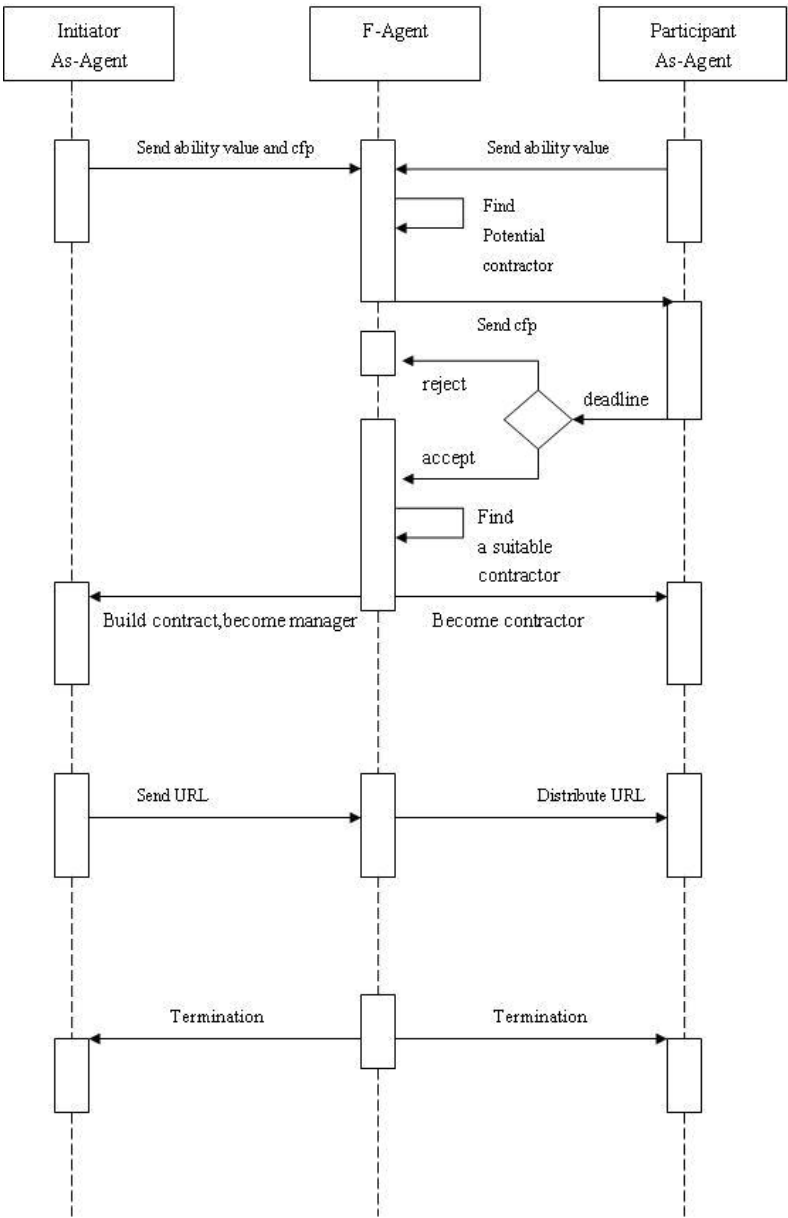 Initiator
As-Agent
F-Agent
Participant
As-Agent
Send ability value and cfp
Send ability value
Find
Potential
contractor
Send cfp
reject
deadline
accept
Find
a suitable
contractor
Build contract,become manager
Become contractor
Send URL
Distribute URL
Termination
Termination